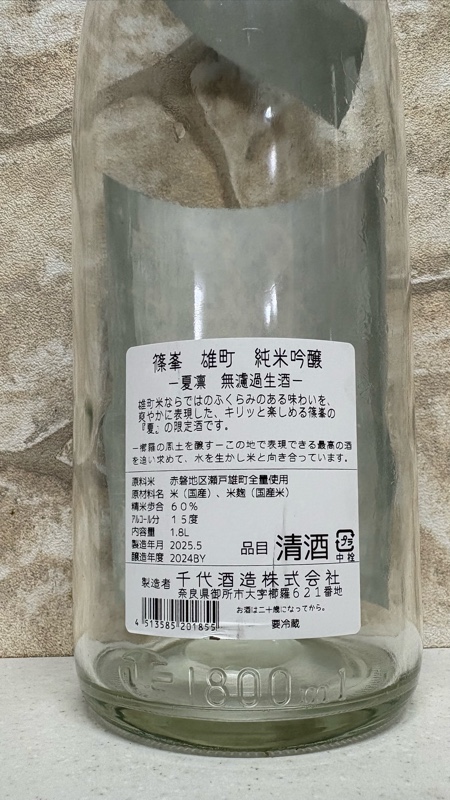 篠峯 雄町 純米吟醸
ー夏凛 無濾過生酒ー
雄町米ならではのふくらみのある味わいを、
爽やかに表現した、キリッと楽しめる篠峯の
『夏』の限定酒です。
ー櫛羅の風土を醸すーこの地で表現できる最高の酒
を追い求めて、水を生かし米と向き合っています。
原料米 赤磐地区瀬戸雄町全量使用
原材料名 米（国産）、米麹（国産米）
精米歩合 ６０％
アルコール分 １５度
内容量 1.8L
製造年月 2025.5
醸造年度 2024BY
品目 清酒
タラ
中 栓
製造者 千代酒造株式会社
奈良県御所市大字櫛羅６２１番地
お酒は二十歳になってから。
要冷蔵
4 513585 201855
1800ml